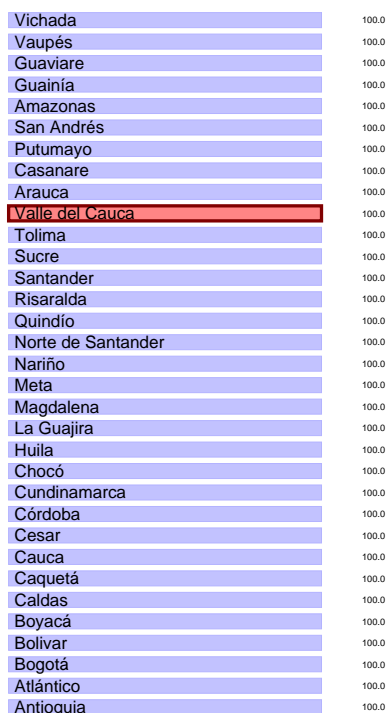 Vichada 100.0
Vaupés 100.0
Guaviare 100.0
Guainía 100.0
Amazonas 100.0
San Andrés 100.0
Putumayo 100.0
Casanare 100.0
Arauca 100.0
Valle del Cauca 100.0
Tolima 100.0
Sucre 100.0
Santander 100.0
Risaralda 100.0
Quindío 100.0
Norte de Santander 100.0
Nariño 100.0
Meta 100.0
Magdalena 100.0
La Guajira 100.0
Huila 100.0
Chocó 100.0
Cundinamarca 100.0
Córdoba 100.0
Cesar 100.0
Cauca 100.0
Caquetá 100.0
Caldas 100.0
Boyacá 100.0
Bolivar 100.0
Bogotá 100.0
Atlántico 100.0
Antioquia 100.0